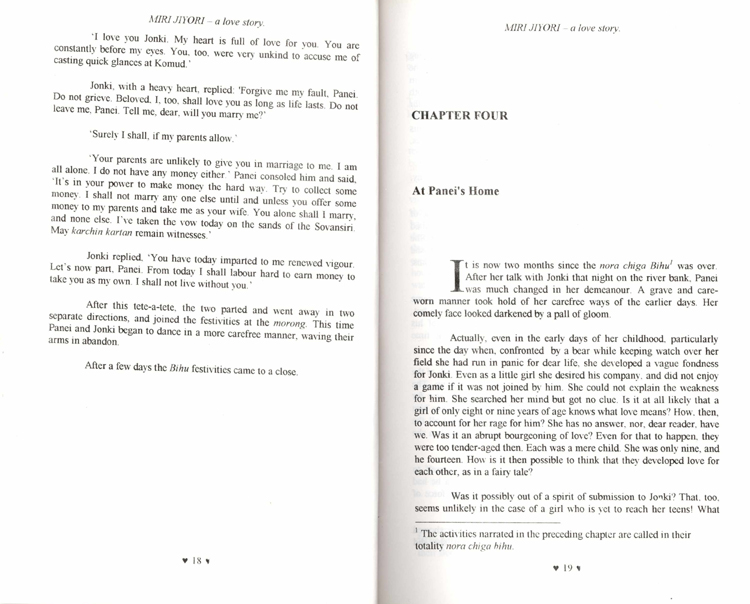 MIRI JIYORI – a love story.
'I love you Jonki. My heart is full of love for you. You are
constantly before my eyes. You, too, were very unkind to accuse me of
casting quick glances at Komud.'
Jonki, with a heavy heart, replied: 'Forgive me my fault, Panei.
Do not grieve. Beloved, I, too, shall love you as long as life lasts. Do not
leave me, Panei. Tell me, dear, will you marry me?'
'Surely I shall, if my parents allow.'
'Your parents are unlikely to give you in marriage to me. I am
all alone. I do not have any money either.' Panei consoled him and said,
'It's in your power to make money the hard way. Try to collect some
money. I shall not marry any one else until and unless you offer some
money to my parents and take me as your wife. You alone shall I marry,
and none else. I've taken the vow today on the sands of the Sovansiri.
May karchin kartan remain witnesses.'
Jonki replied, 'You have today imparted to me renewed vigour.
Let's now part, Panei. From today I shall labour hard to earn money to
take you as my own. I shall not live without you.'
After this tete-a-tete, the two parted and went away in two
separate directions, and joined the festivities at the morong. This time
Panei and Jonki began to dance in a more carefree manner, waving their
arms in abandon.
After a few days the Bihu festivities came to a close.
♥ 18 ♥
MIRI JIYORI – a love story.
CHAPTER FOUR
At Panei's Home
It is now two months since the nora chiga Bihu¹ was over.
After her talk with Jonki that night on the river bank, Panei
was much changed in her demeanour. A grave and care-
worn manner took hold of her carefree ways of the earlier days. Her
comely face looked darkened by a pall of gloom.
Actually, even in the early days of her childhood, particularly
since the day when, confronted by a bear while keeping watch over her
field she had run in panic for dear life, she developed a vague fondness
for Jonki. Even as a little girl she desired his company, and did not enjoy
a game if it was not joined by him. She could not explain the weakness
for him. She searched her mind but got no clue. Is it at all likely that a
girl of only eight or nine years of age knows what love means? How, then,
to account for her rage for him? She has no answer, nor, dear reader, have
we. Was it an abrupt bourgeoning of love? Even for that to happen, they
were too tender-aged then. Each was a mere child. She was only nine, and
he fourteen. How is it then possible to think that they developed love for
each other, as in a fairy tale?
Was it possibly out of a spirit of submission to Jonki? That, too,
seems unlikely in the case of a girl who is yet to reach her teens! What
¹ The activities narrated in the preceding chapter are called in their
totality nora chiga bihu.
♥ 19 ♥